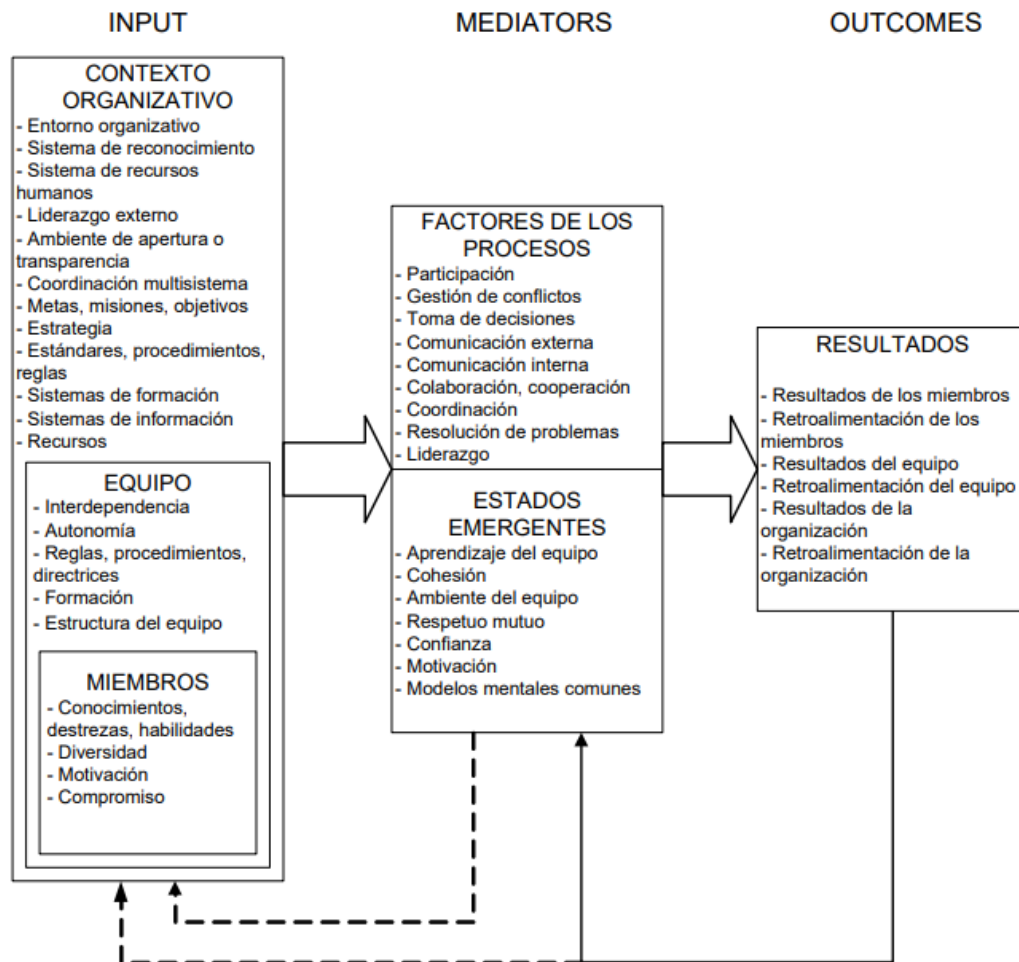 INPUT
MEDIATORS
OUTCOMES
CONTEXTO
ORGANIZATIVO
- Entorno organizativo
- Sistema de reconocimiento
- Sistema de recursos
humanos
- Liderazgo externo
- Ambiente de apertura o
transparencia
- Coordinación multisistema
- Metas, misiones, objetivos
- Estrategia
- Estándares, procedimientos,
reglas
- Sistemas de formación
- Sistemas de información
- Recursos
EQUIPO
- Interdependencia
- Autonomía
- Reglas, procedimientos,
directrices
- Formación
- Estructura del equipo
MIEMBROS
- Conocimientos,
destrezas, habilidades
- Diversidad
- Motivación
- Compromiso
FACTORES DE LOS
PROCESOS
- Participación
- Gestión de conflictos
- Toma de decisiones
- Comunicación externa
- Comunicación interna
- Colaboración, cooperación
- Coordinación
- Resolución de problemas
- Liderazgo
ESTADOS
EMERGENTES
- Aprendizaje del equipo
- Cohesión
- Ambiente del equipo
- Respetuo mutuo
- Confianza
- Motivación
- Modelos mentales comunes
RESULTADOS
- Resultados de los miembros
- Retroalimentación de los
miembros
- Resultados del equipo
- Retroalimentación del equipo
- Resultados de la
organización
- Retroalimentación de la
organización